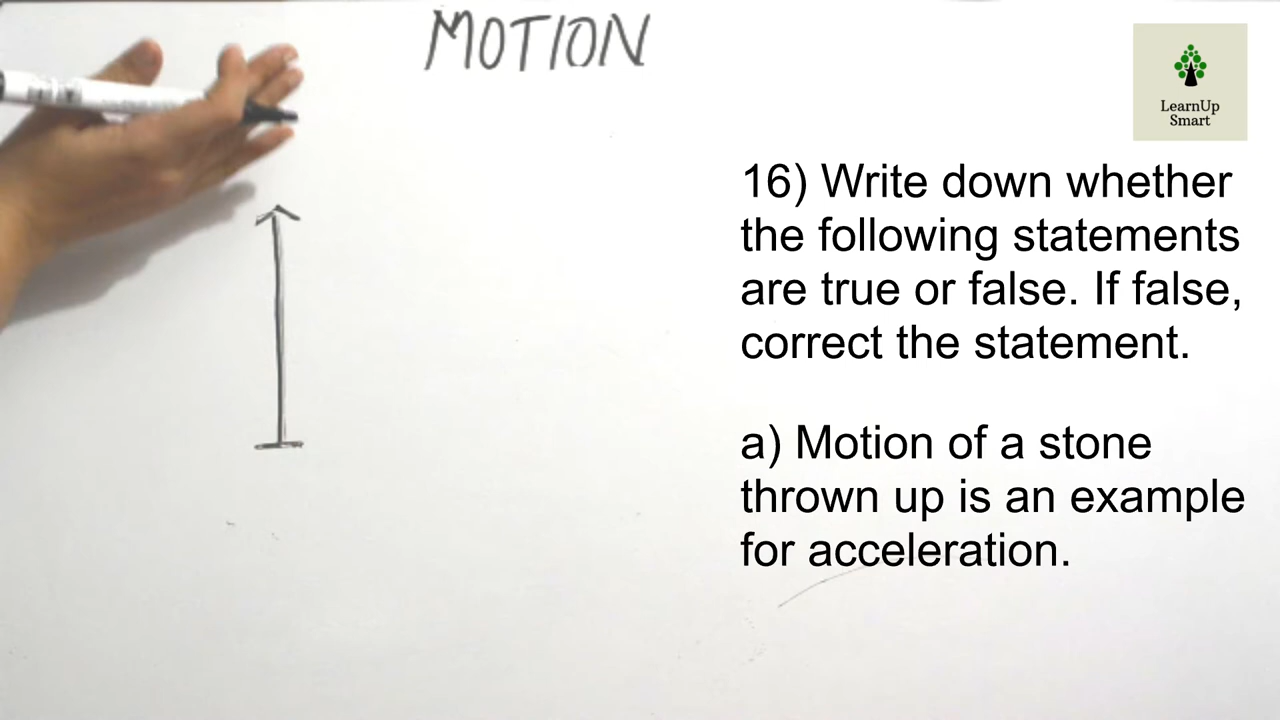 MOTION
LearnUp
Smart
16) Write down whether
the following statements
are true or false. If false,
correct the statement.
a) Motion of a stone
thrown up is an example
for acceleration.